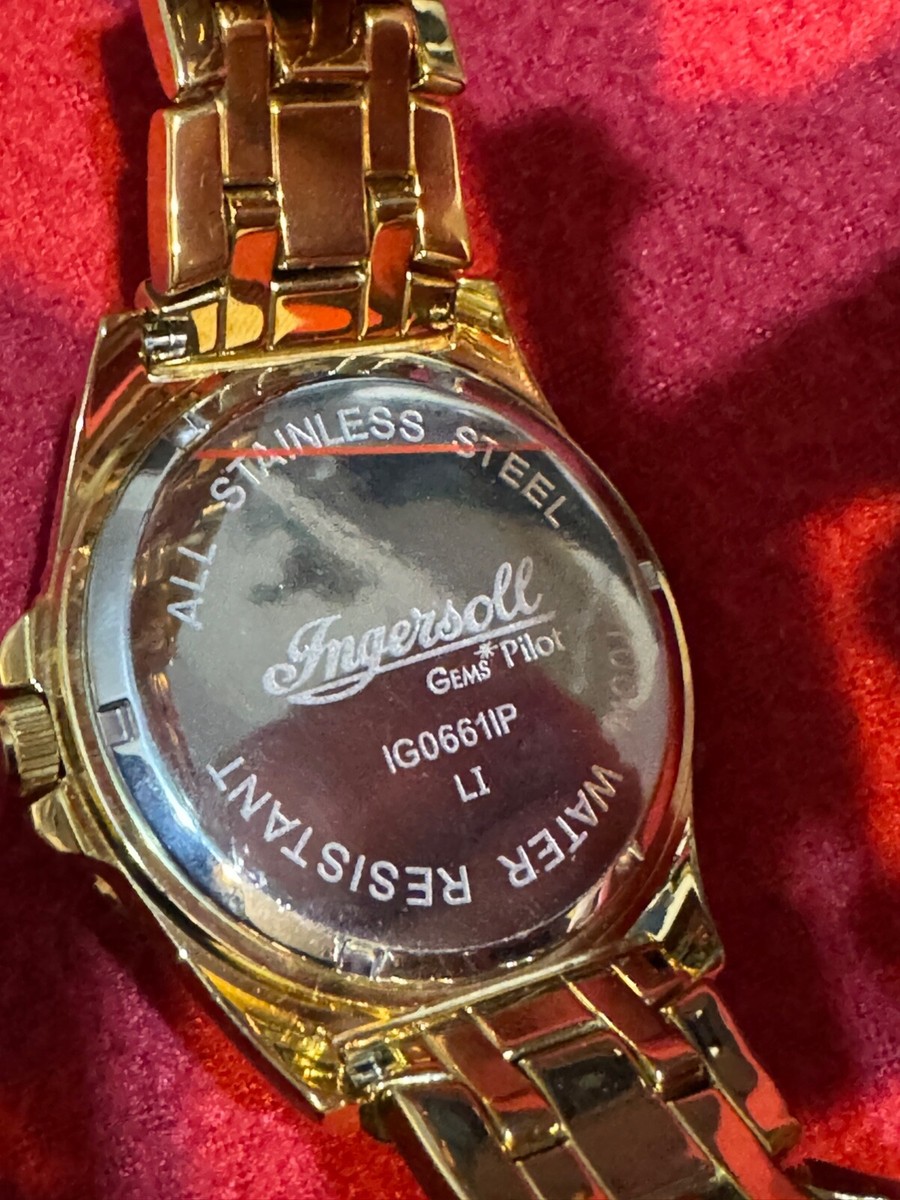 ALL STAINLESS STEEL
Ingersoll
GEMS* Pilot
IG0661IP
LI
WATER RESISTANT